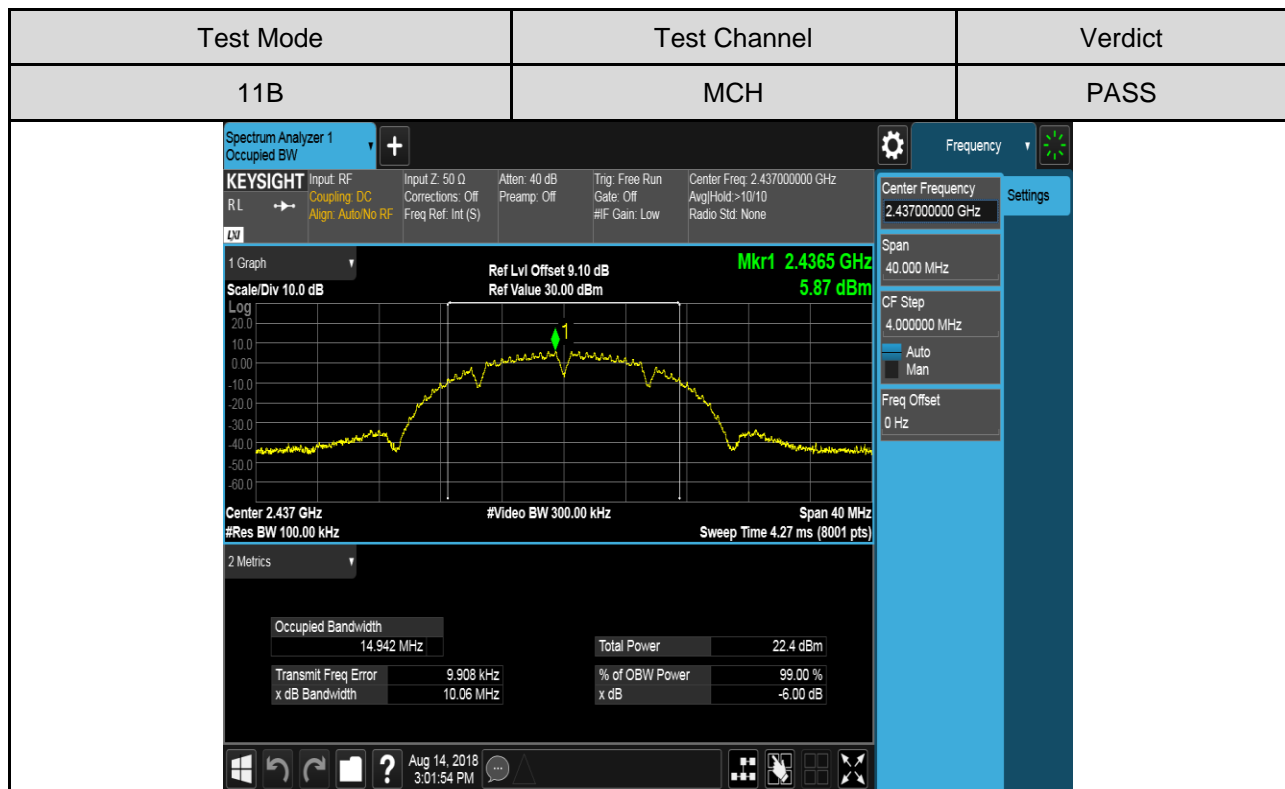 Test Mode Test Channel Verdict
11B MCH PASS
Spectrum Analyzer 1
Occupied BW
+
Frequency
KEYSIGHT Input: RF Input Z: 50 Ω Atten: 40 dB Trig: Free Run Center Freq: 2.437000000 GHz
RL Coupling: DC Corrections: Off Preamp: Off Gate: Off Avg|Hold:>10/10
Align: Auto/No RF Freq Ref: Int (S) #IF Gain: Low Radio Std: None
LXI
Center Frequency
2.437000000 GHz
Settings
Span
40.000 MHz
CF Step
4.000000 MHz
Auto
Man
Freq Offset
0 Hz
1 Graph
Ref Lvl Offset 9.10 dB
Mkr1 2.4365 GHz
Scale/Div 10.0 dB
Ref Value 30.00 dBm
5.87 dBm
Log
20.0
10.0
0.00
-10.0
-20.0
-30.0
-40.0
-50.0
-60.0
1
Center 2.437 GHz #Video BW 300.00 kHz Span 40 MHz
#Res BW 100.00 kHz Sweep Time 4.27 ms (8001 pts)
2 Metrics
Occupied Bandwidth
14.942 MHz
Total Power 22.4 dBm
Transmit Freq Error 9.908 kHz % of OBW Power 99.00 %
x dB Bandwidth 10.06 MHz x dB -6.00 dB
? Aug 14, 2018
3:01:54 PM